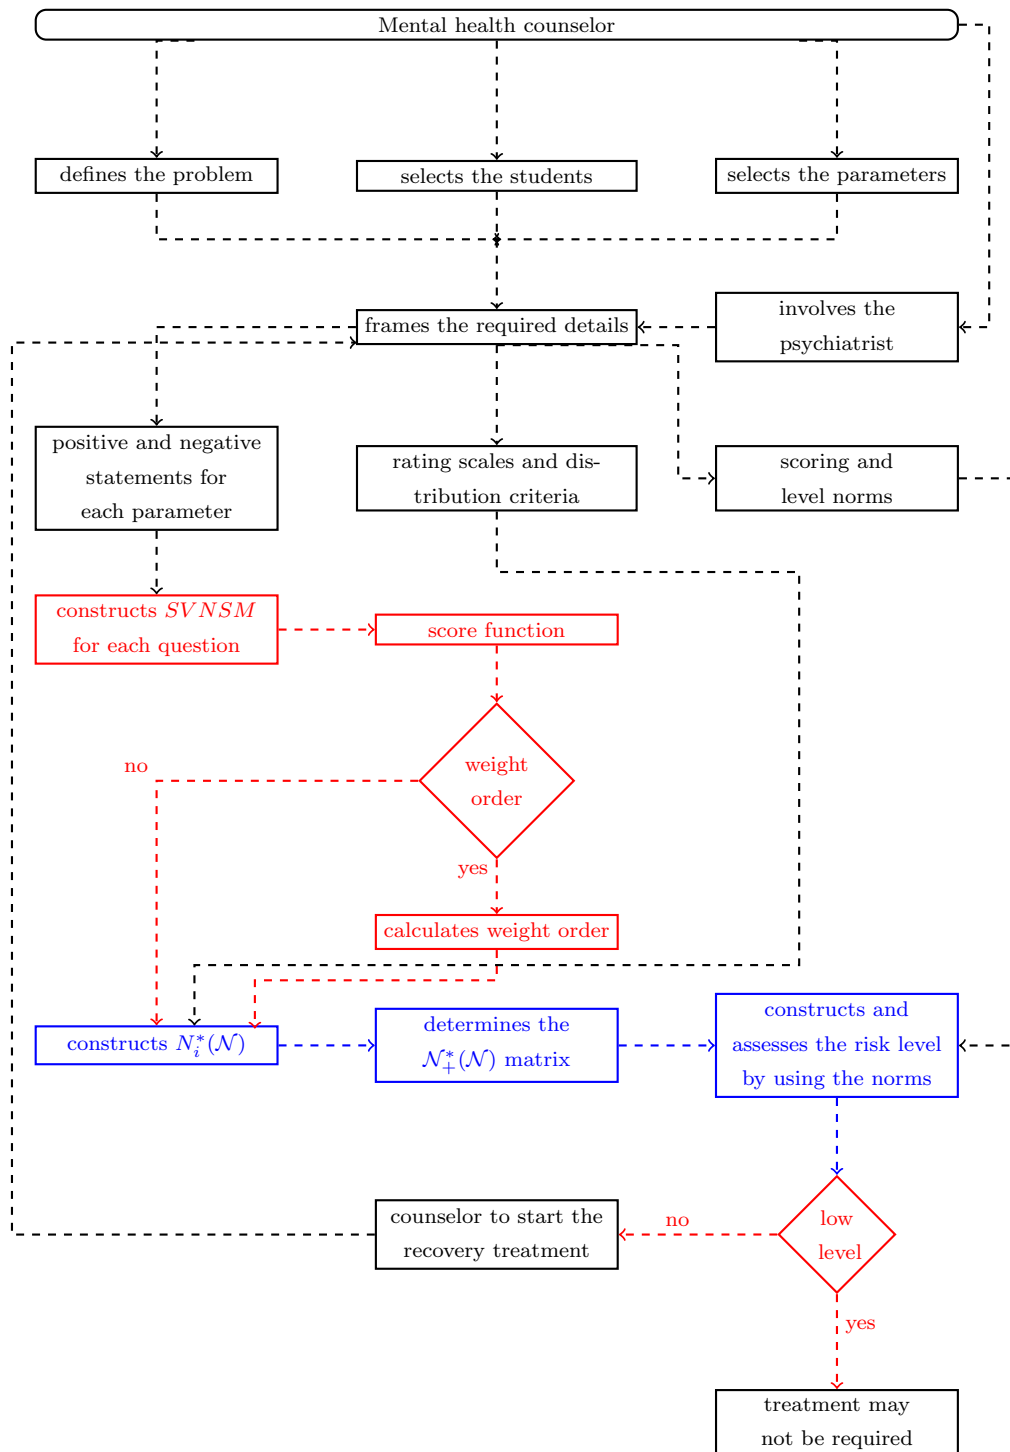 Mental health counselor
defines the problem
selects the students
selects the parameters
involves the
psychiatrist
frames the required details
positive and negative
statements for
each parameter
rating scales and dis-
tribution criteria
scoring and
level norms
constructs SVNSM
for each question
score function
weight
order
no
yes
calculates weight order
constructs $N_i^*(\mathcal{N})$
determines the
$\mathcal{N}_+^*(\mathcal{N})$ matrix
constructs and
assesses the risk level
by using the norms
counselor to start the
recovery treatment
no
low
level
yes
treatment may
not be required